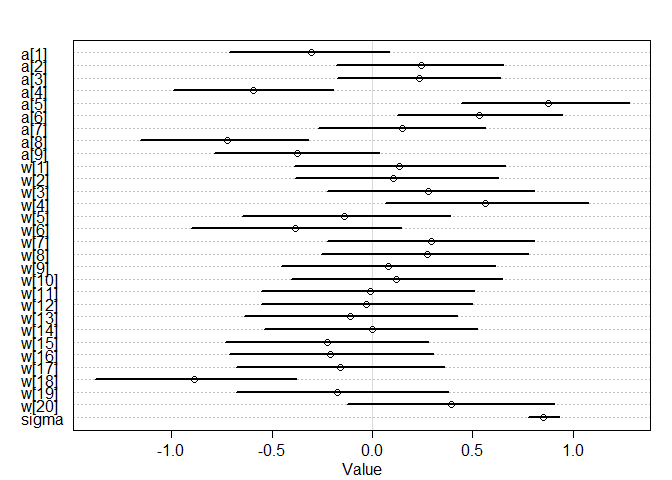 a[1]
a[2]
a[3]
a[4]
a[5]
a[6]
a[7]
a[8]
a[9]
w[1]
w[2]
w[3]
w[4]
w[5]
w[6]
w[7]
w[8]
w[9]
w[10]
w[11]
w[12]
w[13]
w[14]
w[15]
w[16]
w[17]
w[18]
w[19]
w[20]
sigma
-1.0 -0.5 0.0 0.5 1.0
Value